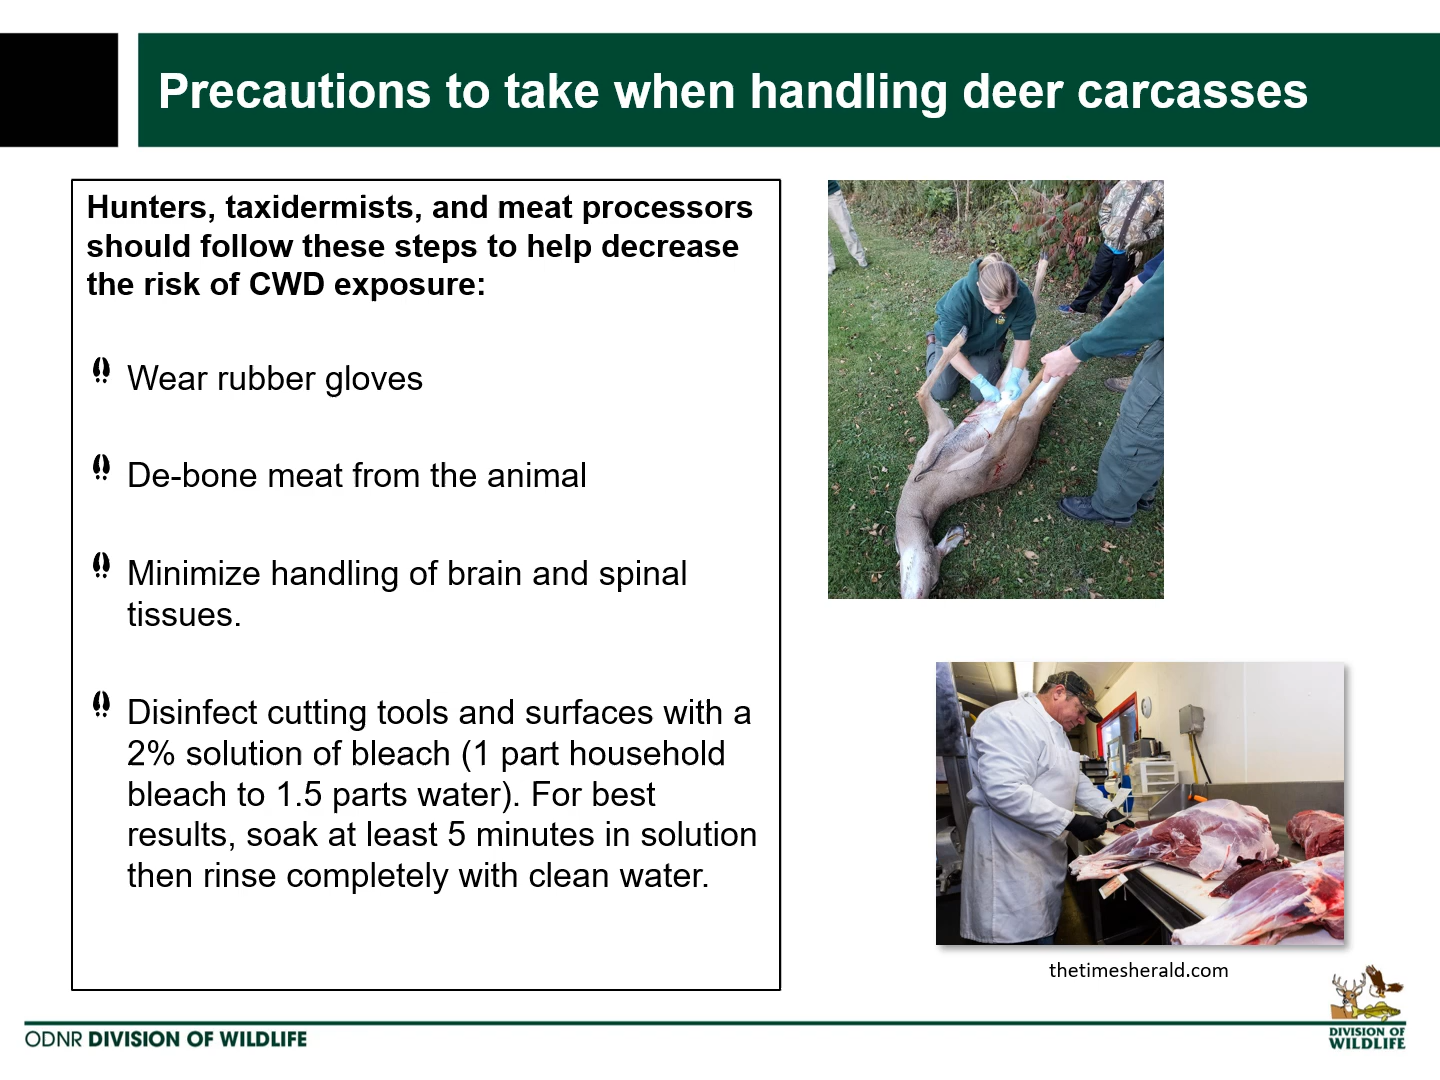 Precautions to take when handling deer carcasses
Hunters, taxidermists, and meat processors
should follow these steps to help decrease
the risk of CWD exposure:
Wear rubber gloves
De-bone meat from the animal
Minimize handling of brain and spinal
tissues.
Disinfect cutting tools and surfaces with a
2% solution of bleach (1 part household
bleach to 1.5 parts water). For best
results, soak at least 5 minutes in solution
then rinse completely with clean water.
thetimesherald.com
ODNR DIVISION OF WILDLIFE
DIVISION OF
WILDLIFE